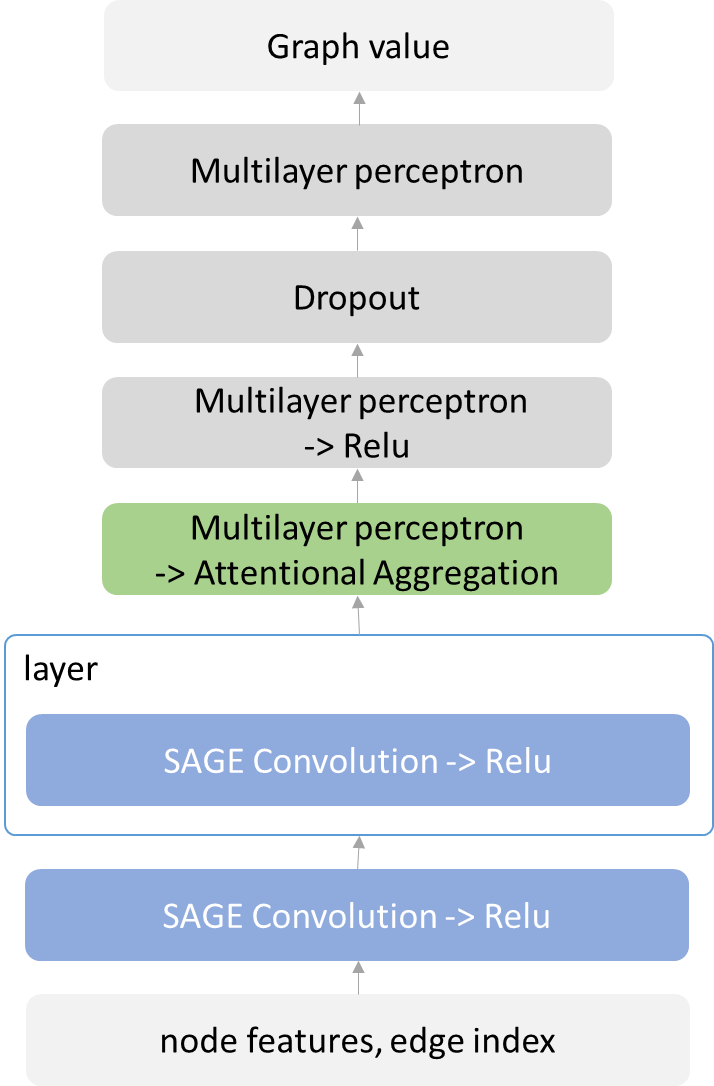 Graph value
Multilayer perceptron
Dropout
Multilayer perceptron
-> Relu
Multilayer perceptron
-> Attentional Aggregation
layer
SAGE Convolution -> Relu
SAGE Convolution -> Relu
node features, edge index